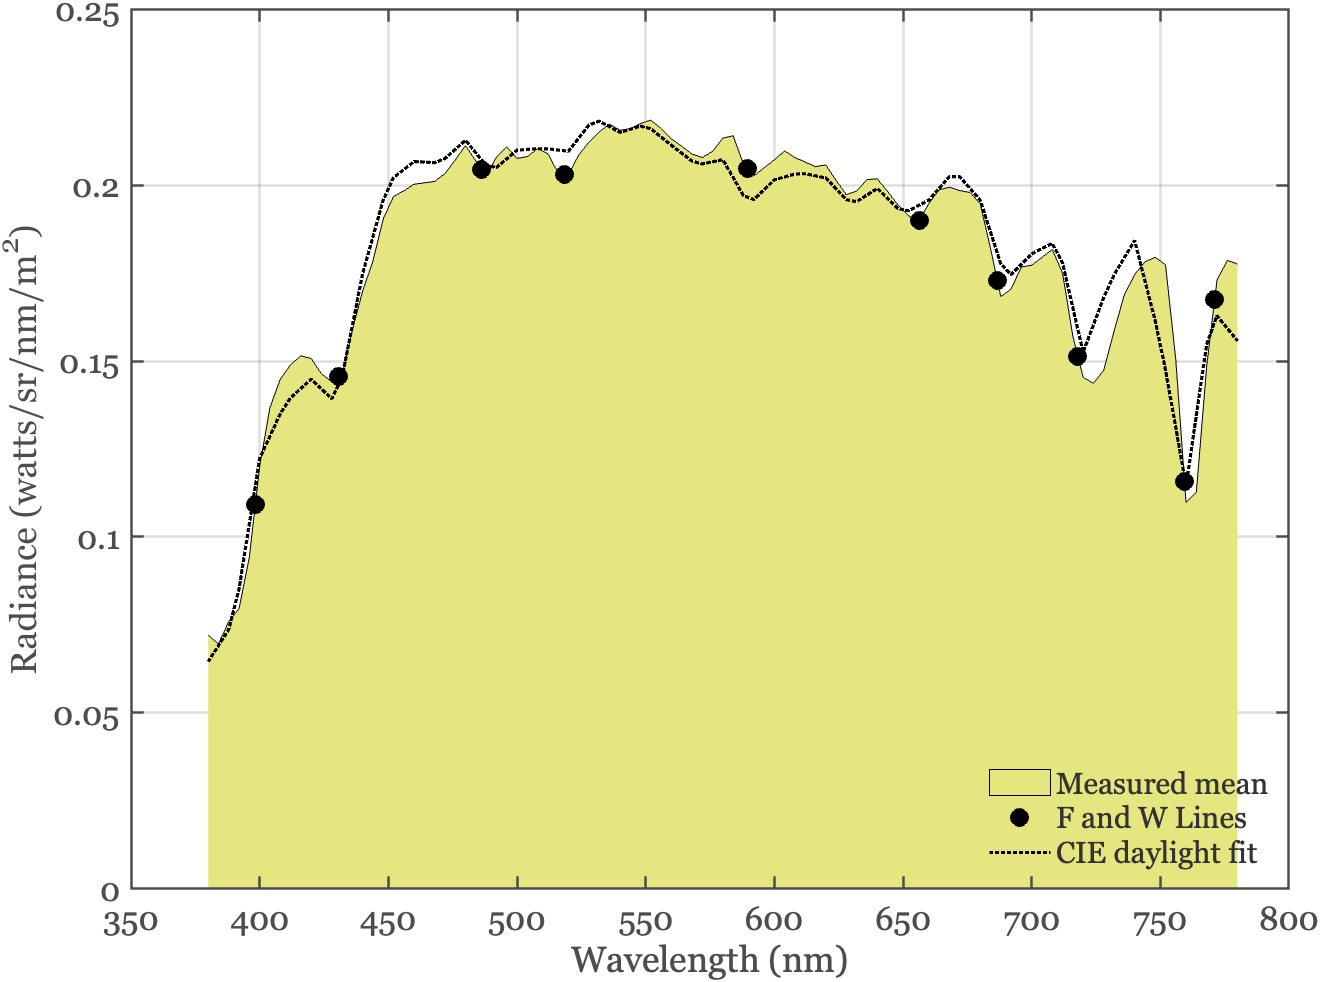 0.25
0.2
0.15
0.1
0.05
0
350 400 450 500 550 600 650 700 750 800
Wavelength (nm)
Radiance (watts/sr/nm/m²)
Measured mean
F and W Lines
CIE daylight fit